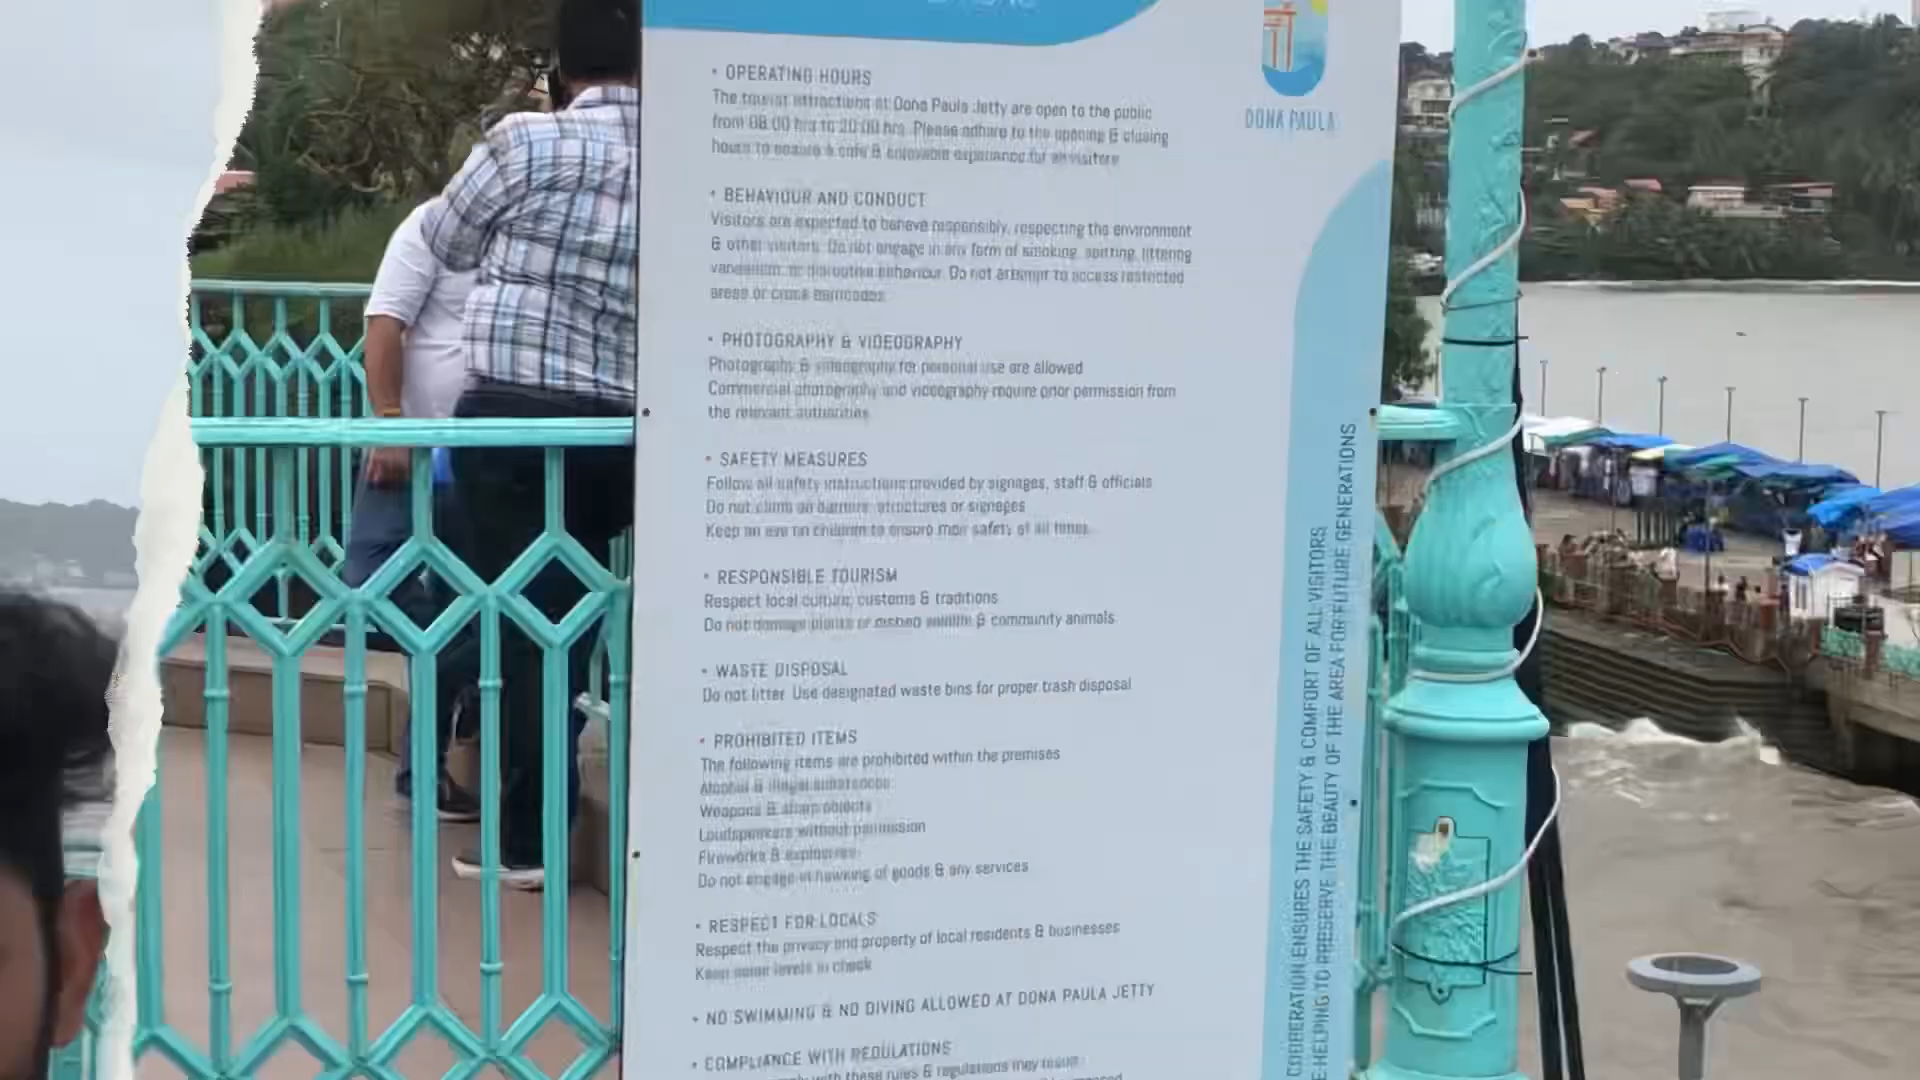 • OPERATING HOURS
The tourist attractions at Dona Paula Jetty are open to the public
from 08:00 hrs to 20:00 hrs. Please adhere to the opening & closing
hours to ensure a safe & enjoyable experience for all visitors
• BEHAVIOUR AND CONDUCT
Visitors are expected to behave responsibly, respecting the environment
& other visitors. Do not engage in any form of smoking, spitting, littering
vandalism, or disruptive behaviour. Do not attempt to access restricted
areas or cross barricades.
• PHOTOGRAPHY & VIDEOGRAPHY
Photography & videography for personal use are allowed
Commercial photography and videography require prior permission from
the relevant authorities
• SAFETY MEASURES
Follow all safety instructions provided by signages, staff & officials
Do not climb on barriers, structures or signages
Keep an eye on children to ensure their safety at all times.
• RESPONSIBLE TOURISM
Respect local culture, customs & traditions
Do not damage plants or disturb wildlife & community animals
• WASTE DISPOSAL
Do not litter. Use designated waste bins for proper trash disposal
• PROHIBITED ITEMS
The following items are prohibited within the premises
Alcohol & illegal substances
Weapons & sharp objects
Loudspeakers without permission
Fireworks & explosives
Do not engage in hawking of goods & any services
• RESPECT FOR LOCALS
Respect the privacy and property of local residents & businesses
Keep noise levels in check
• NO SWIMMING & NO DIVING ALLOWED AT DONA PAULA JETTY
• COMPLIANCE WITH REGULATIONS
with these rules & regulations may result
DONA PAULA
COOPERATION ENSURES THE SAFETY & COMFORT OF ALL VISITORS
HELPING TO PRESERVE THE BEAUTY OF THE AREA FOR FUTURE GENERATIONS